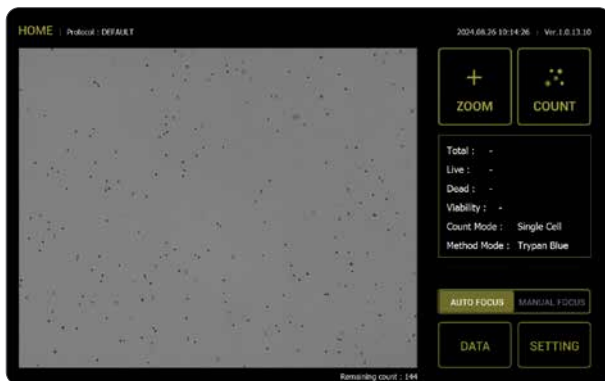 HOME | Protocol : DEFAULT
2024.08.26 10:14:26 | Ver.1.0.13.10
ZOOM
COUNT
Total : -
Live : -
Dead : -
Viability : -
Count Mode : Single Cell
Method Mode : Trypan Blue
AUTO FOCUS MANUAL FOCUS
DATA
SETTING
Remaining count : 144